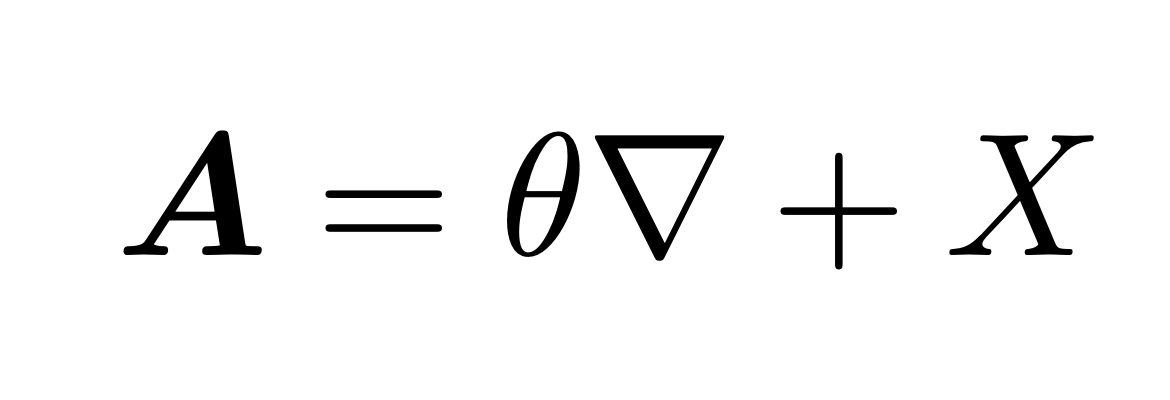 𝑨 = 𝜃∇ + 𝑋